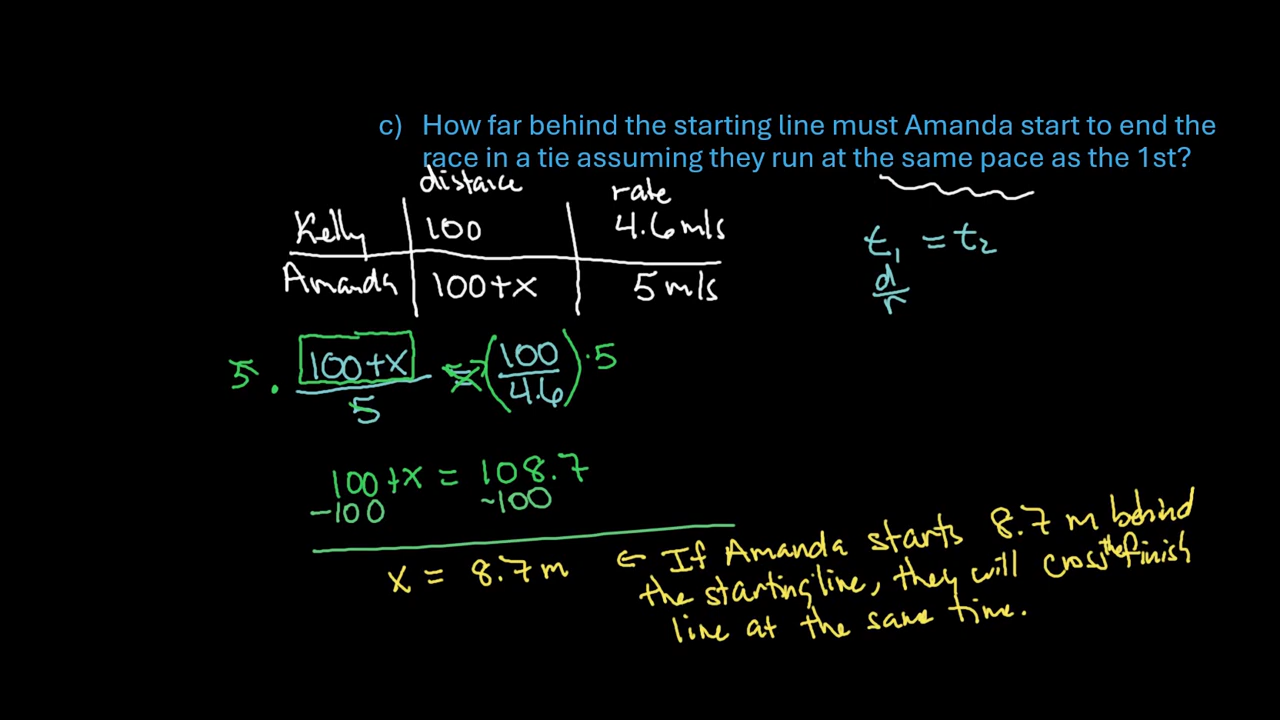 c) How far behind the starting line must Amanda start to end the
race in a tie assuming they run at the same pace as the 1st?
distance rate
Kelly 100 4.6 m/s
Amanda 100+x 5 m/s
t₁ = t₂
d/r
5 · (100+x)/5 = (100/4.6) · 5
100+x = 108.7
-100 -100
x = 8.7 m ← If Amanda starts 8.7 m behind
the starting line, they will cross the finish
line at the same time.